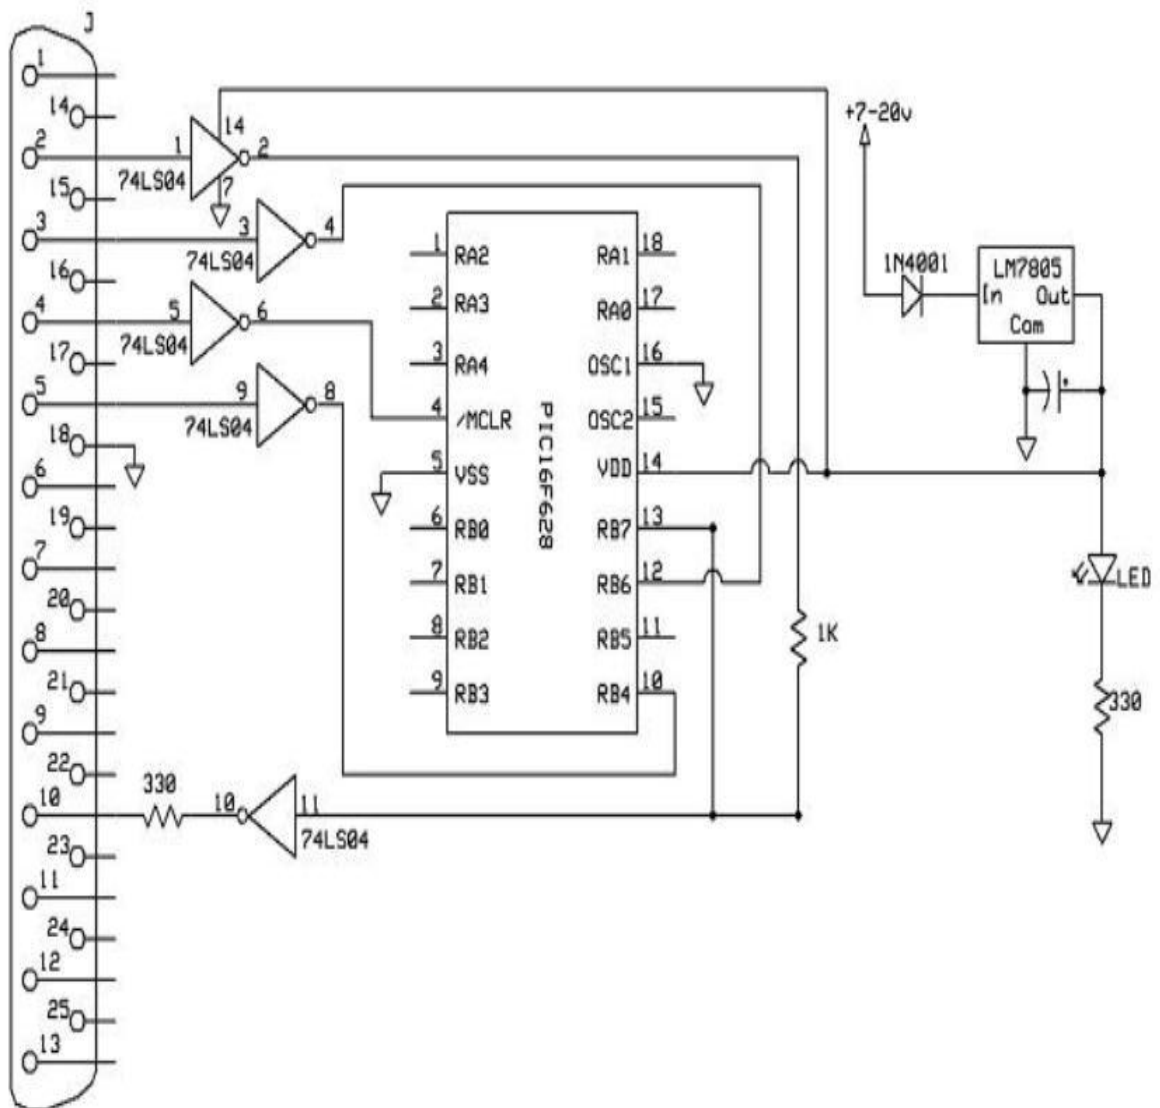 J
1
14
2
15
3
16
4
17
5
18
6
19
7
20
8
21
9
22
10
23
11
24
12
25
13
1
14
2
7
74LS04
3
4
74LS04
5
6
74LS04
9
8
74LS04
330
10
11
74LS04
PIC16F628
1 RA2
2 RA3
3 RA4
4 /MCLR
5 VSS
6 RB0
7 RB1
8 RB2
9 RB3
RA1 18
RA0 17
OSC1 16
OSC2 15
VDD 14
RB7 13
RB6 12
RB5 11
RB4 10
1K
+7-20v
1N4001
LM7805
In Out
Com
+
LED
330